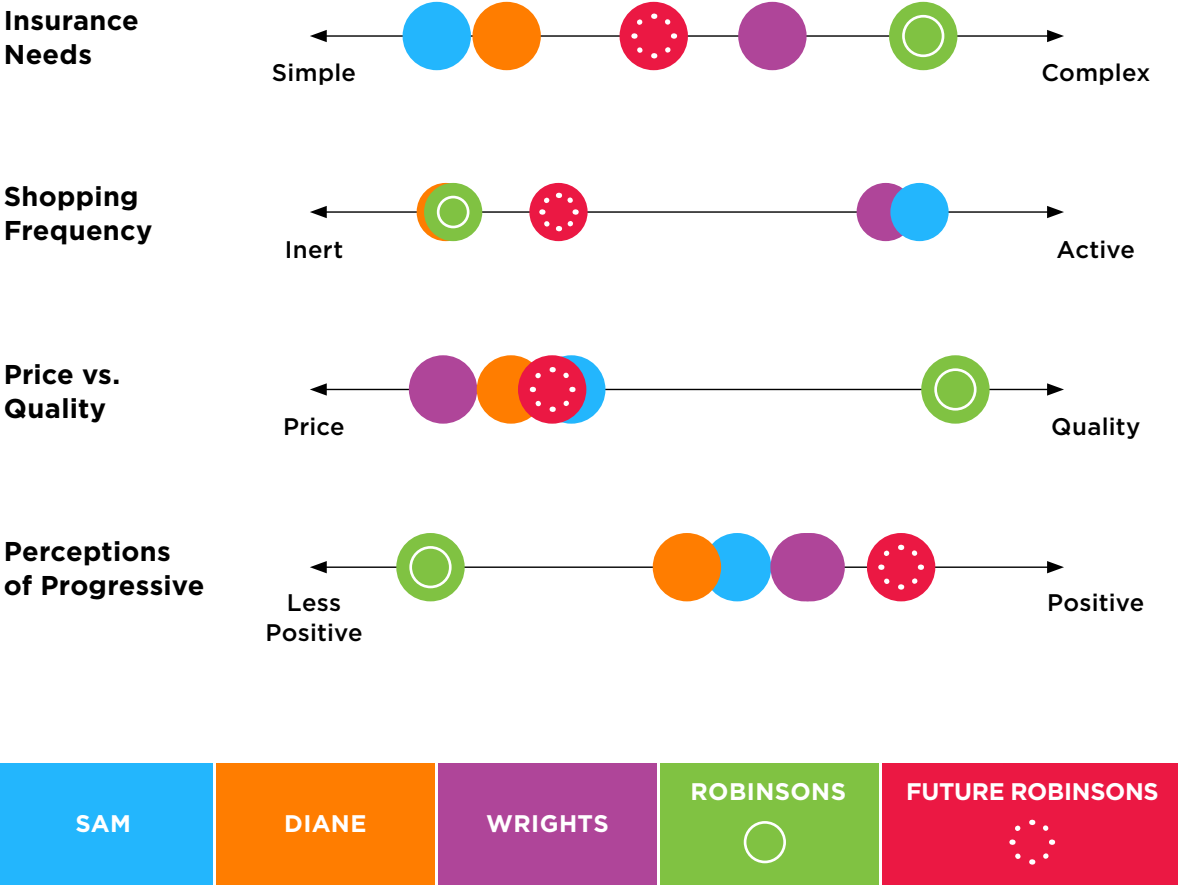 Insurance
Needs
Simple
Complex
Shopping
Frequency
Inert
Active
Price vs.
Quality
Price
Quality
Perceptions
of Progressive
Less
Positive
Positive
SAM
DIANE
WRIGHTS
ROBINSONS
FUTURE ROBINSONS